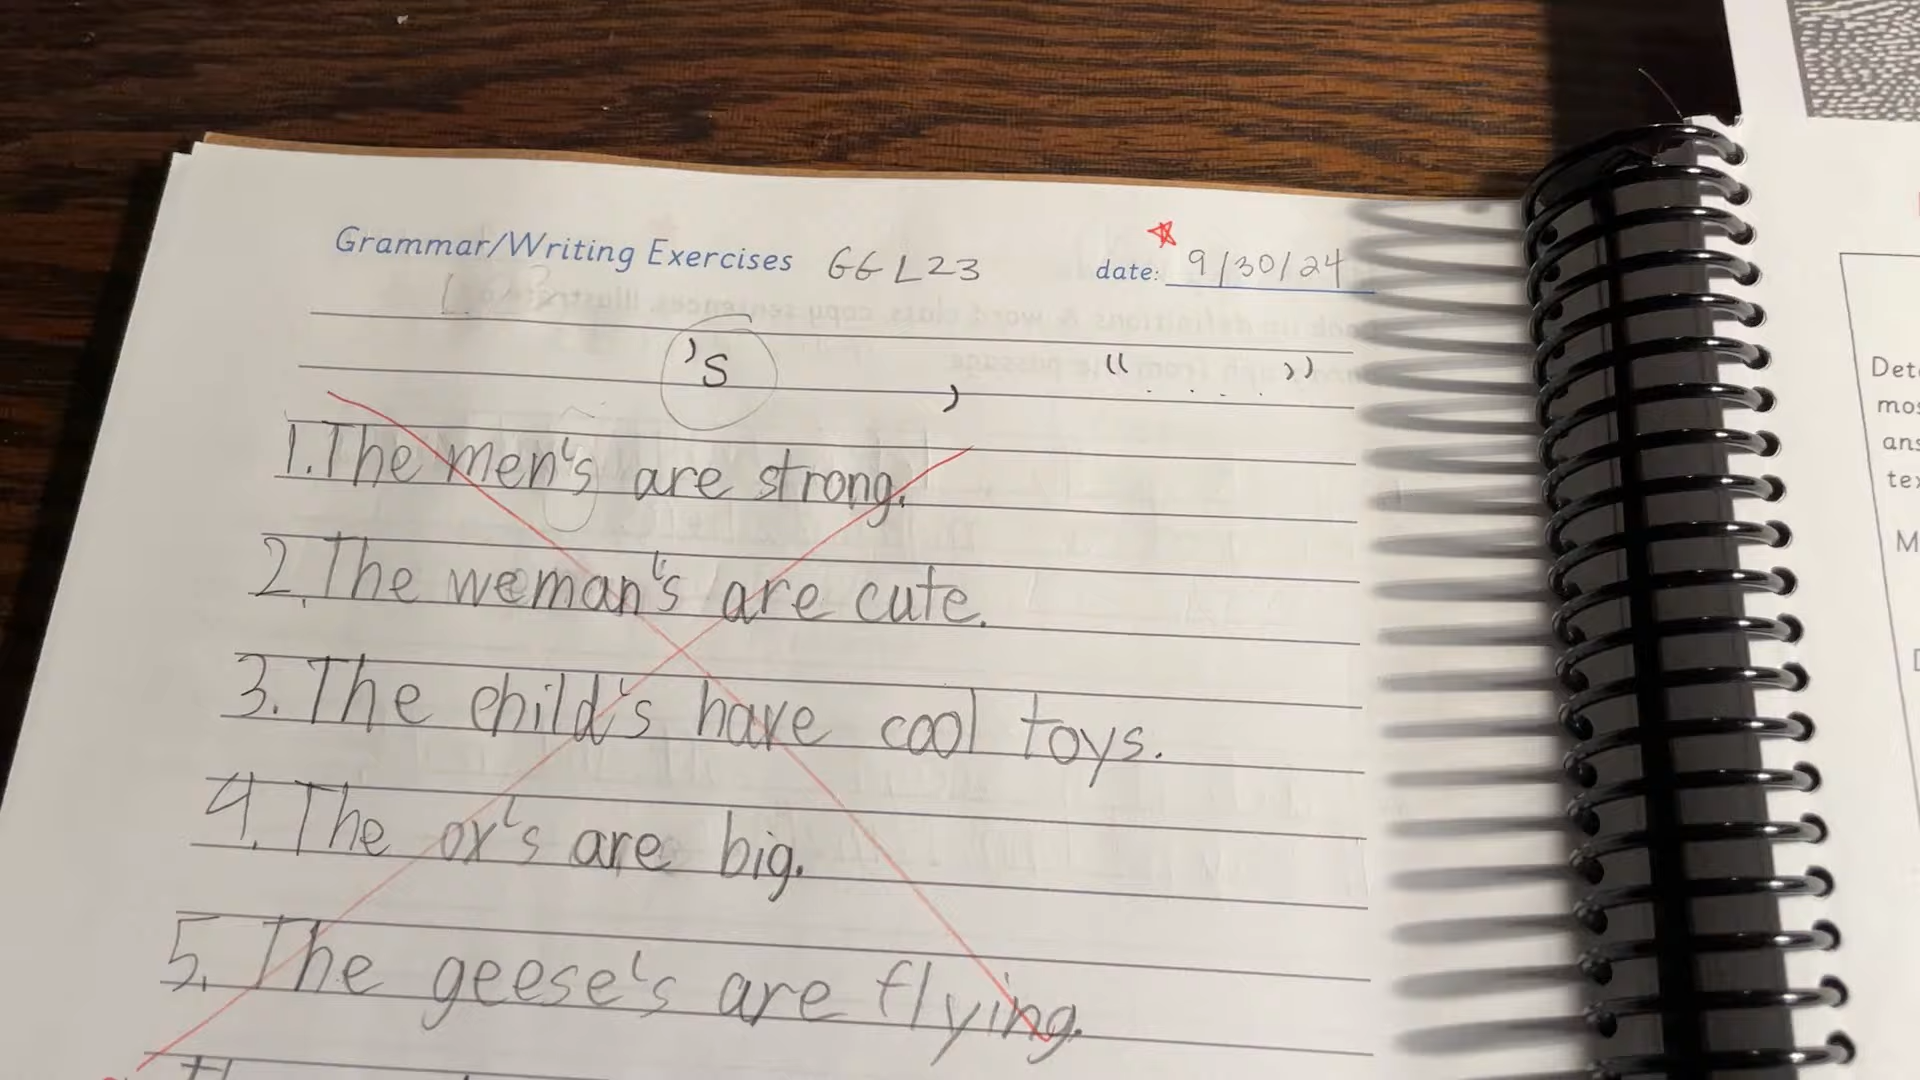 Grammar/Writing Exercises GG L23 date: 9/30/24
's , “ ”
1. The men's are strong.
2. The weman's are cute.
3. The child's have cool toys.
4. The ox's are big.
5. The geese's are flying.